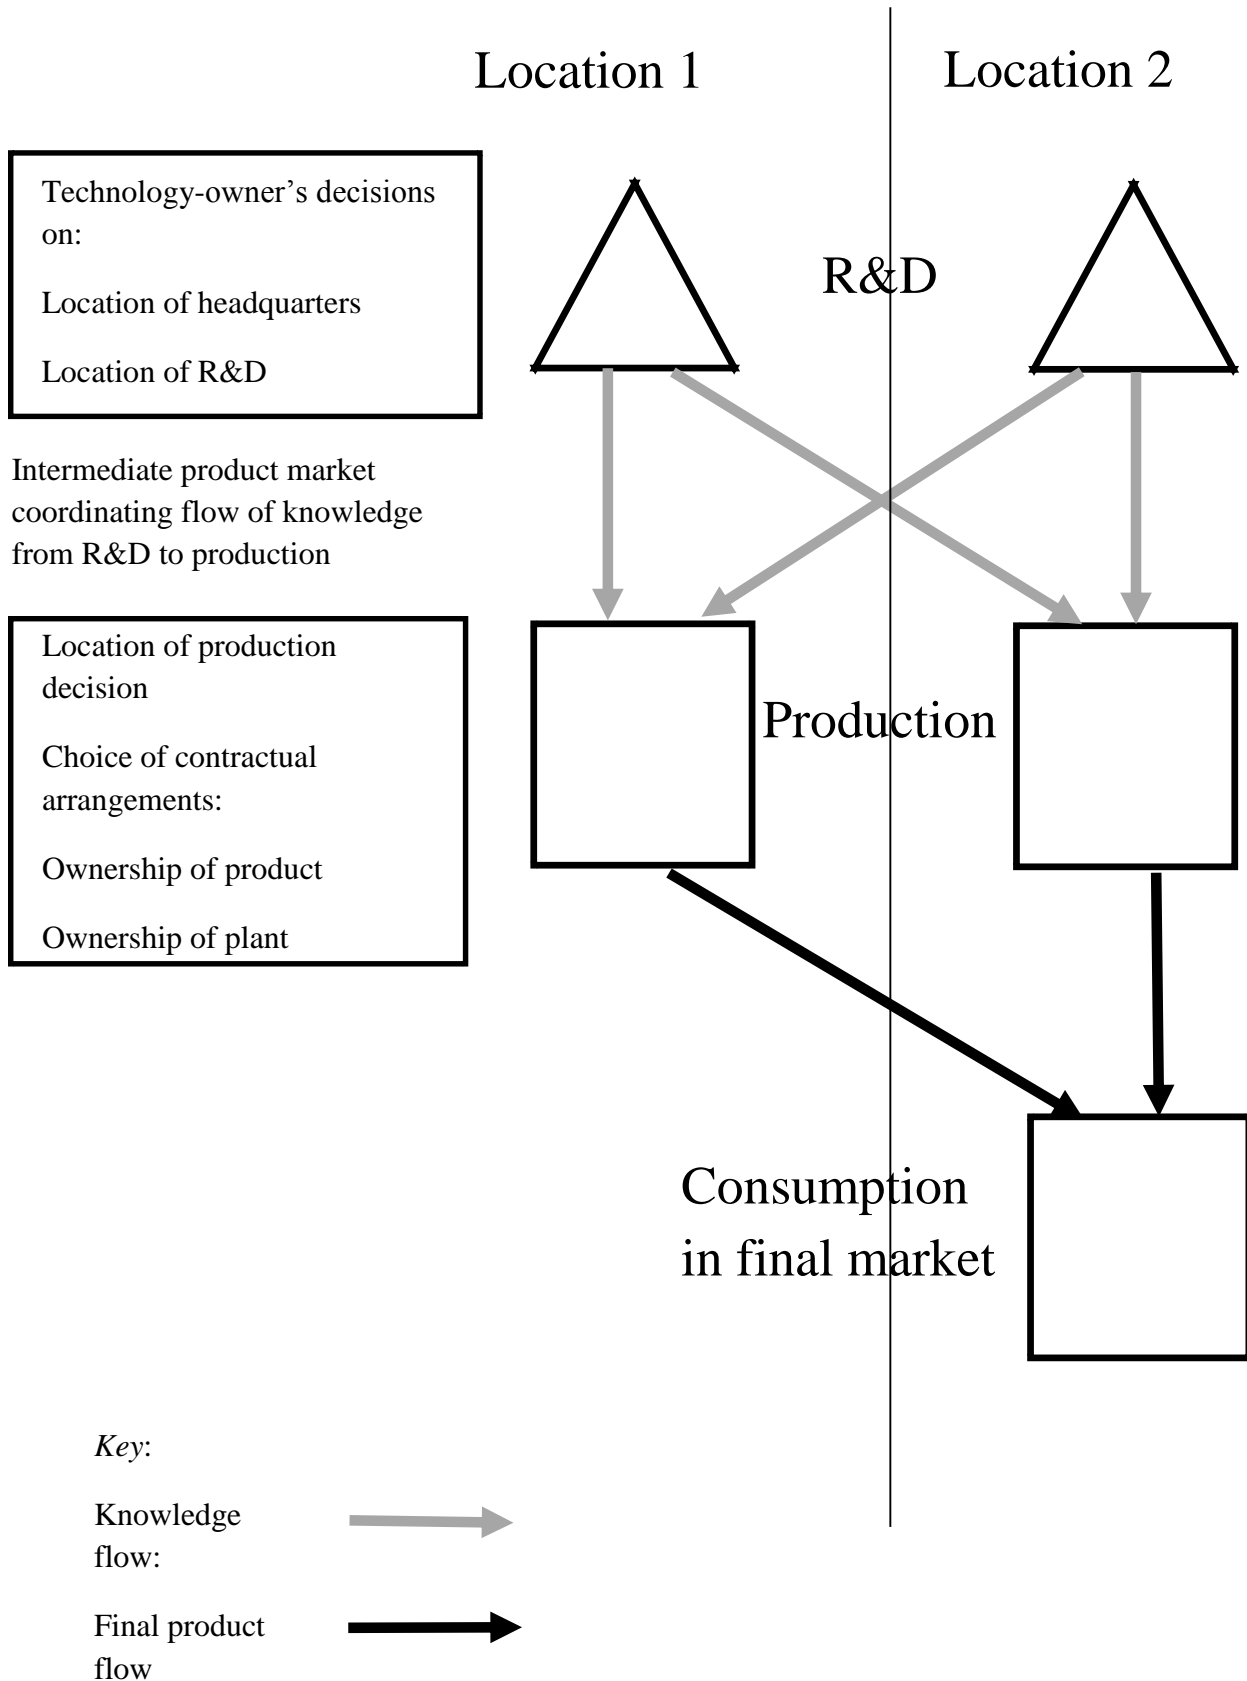 Location 1
Location 2
Technology-owner’s decisions
on:
Location of headquarters
Location of R&D
R&D
Intermediate product market
coordinating flow of knowledge
from R&D to production
Location of production
decision
Choice of contractual
arrangements:
Ownership of product
Ownership of plant
Production
Consumption
in final market
Key:
Knowledge
flow:
Final product
flow